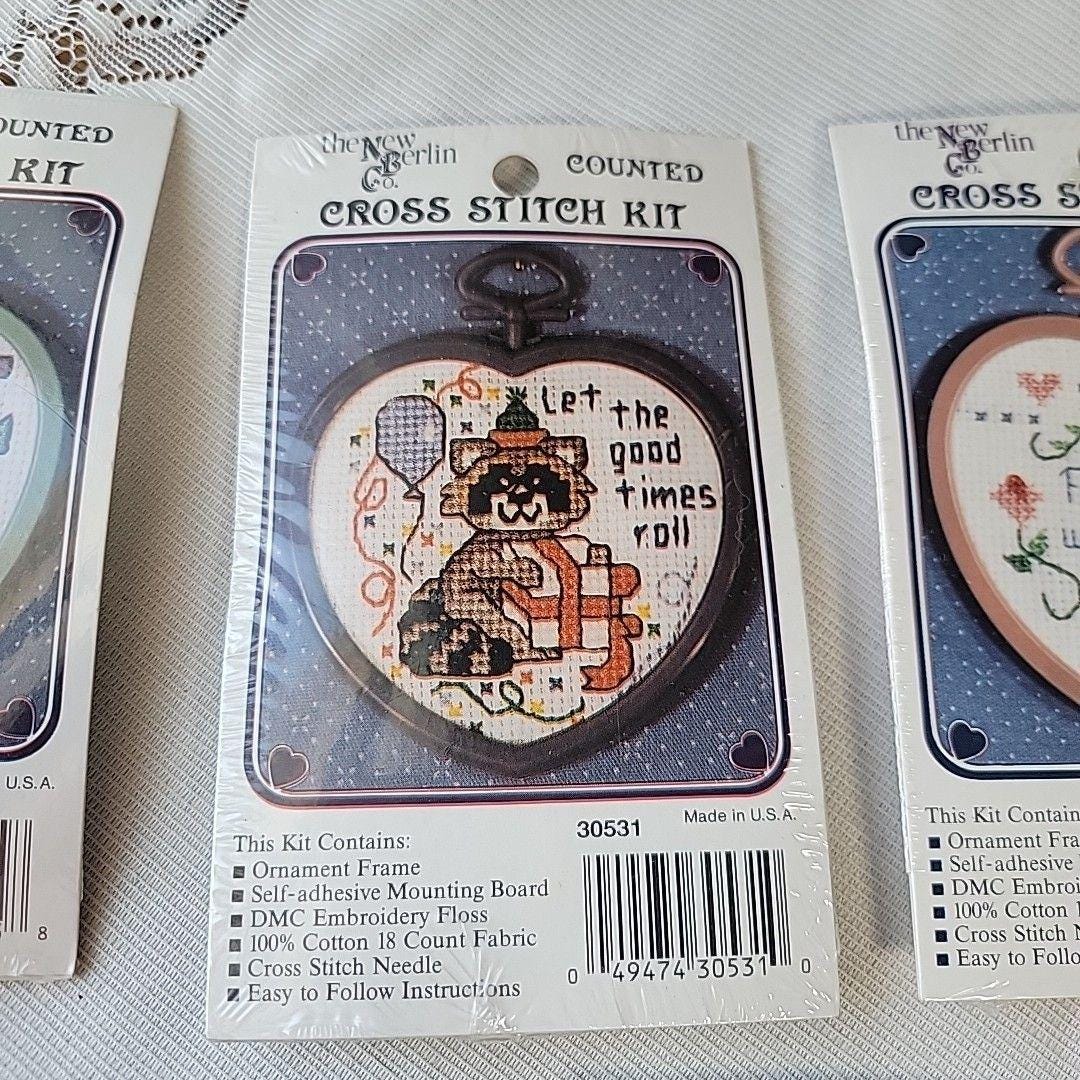 OUNTED
KIT
U.S.A.
8
the New
Berlin
Co.
COUNTED
CROSS STITCH KIT
Let the
good
times
roll
Made in U.S.A.
30531
This Kit Contains:
Ornament Frame
Self-adhesive Mounting Board
DMC Embroidery Floss
100% Cotton 18 Count Fabric
Cross Stitch Needle
Easy to Follow Instructions
0 49474 30531 0
the New
Berlin
Co.
CROSS S
This Kit Contain
Ornament Fra
Self-adhesive
DMC Embroi
100% Cotton 1
Cross Stitch N
Easy to Follo